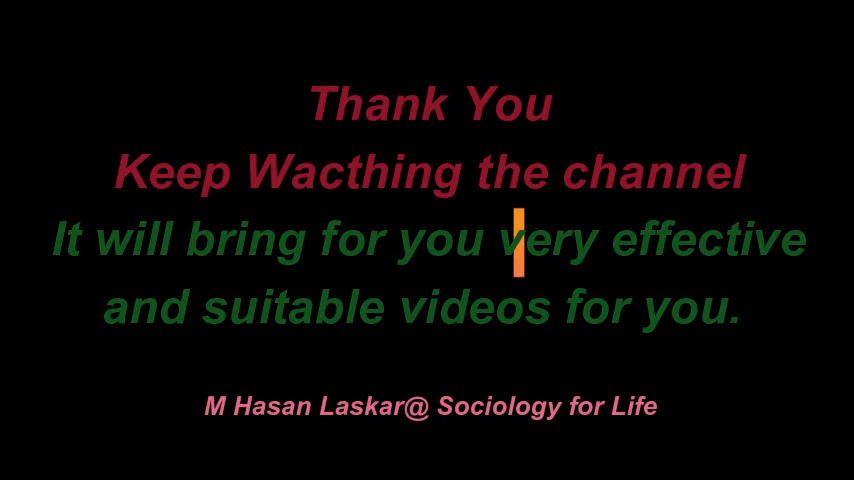 Thank You
Keep Wacthing the channel
It will bring for you very effective
and suitable videos for you.
M Hasan Laskar@ Sociology for Life